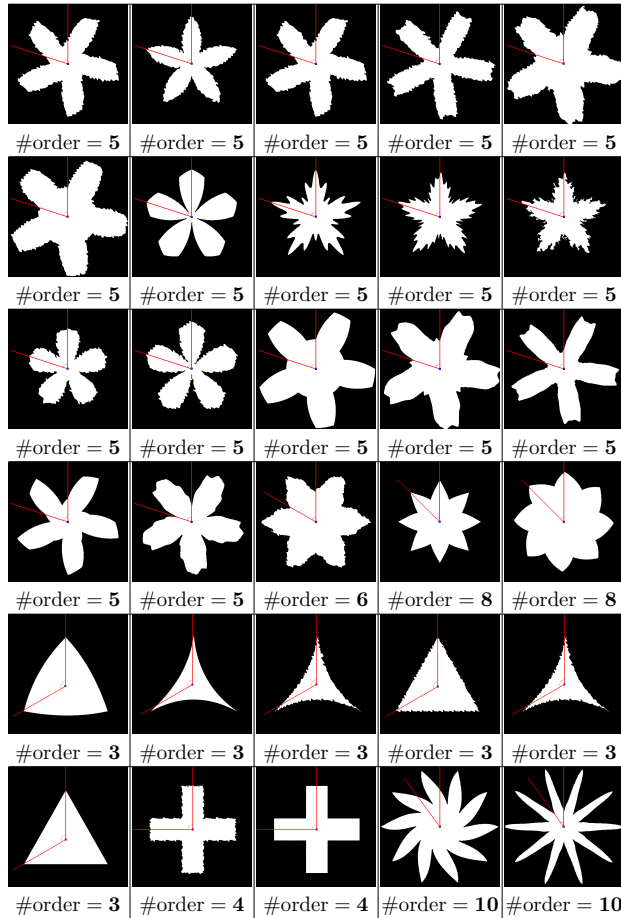 #order = 5 #order = 5 #order = 5 #order = 5 #order = 5
#order = 5 #order = 5 #order = 5 #order = 5 #order = 5
#order = 5 #order = 5 #order = 5 #order = 5 #order = 5
#order = 5 #order = 5 #order = 6 #order = 8 #order = 8
#order = 3 #order = 3 #order = 3 #order = 3 #order = 3
#order = 3 #order = 4 #order = 4 #order = 10 #order = 10